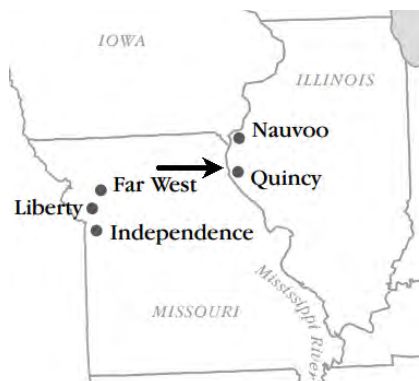 IOWA
ILLINOIS
Nauvoo
Far West
Quincy
Liberty
Independence
MISSOURI
Mississippi River